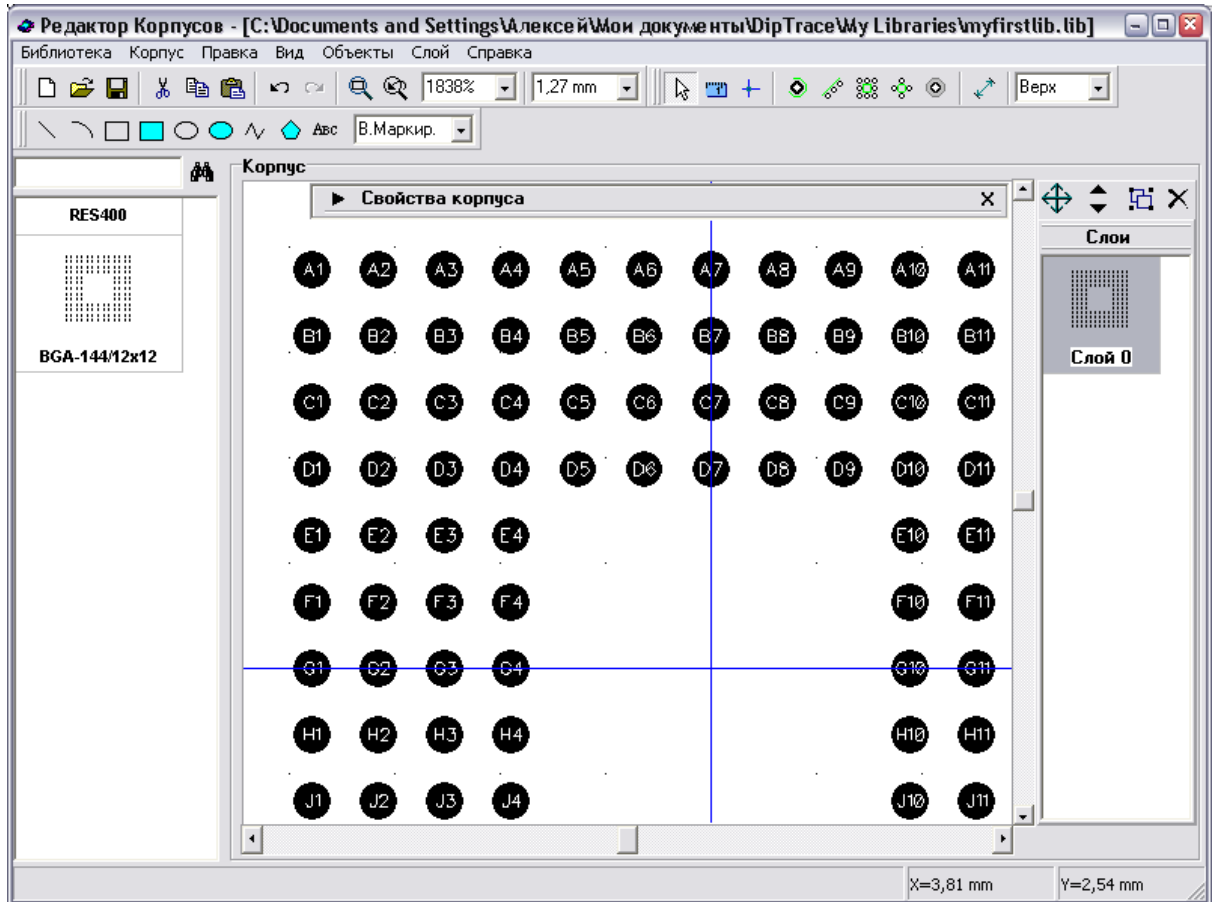 Редактор Корпусов - [C:\Documents and Settings\Алексей\Мои документы\DipTrace\My Libraries\myfirstlib.lib]
Библиотека Корпус Правка Вид Объекты Слой Справка
1838% 1,27 mm Верх
АВС В.Маркир.
Корпус
Свойства корпуса
RES400
Слои
A1 A2 A3 A4 A5 A6 A7 A8 A9 A10 A11
B1 B2 B3 B4 B5 B6 B7 B8 B9 B10 B11
BGA-144/12x12
Слой 0
C1 C2 C3 C4 C5 C6 C7 C8 C9 C10 C11
D1 D2 D3 D4 D5 D6 D7 D8 D9 D10 D11
E1 E2 E3 E4 E10 E11
F1 F2 F3 F4 F10 F11
G1 G2 G3 G4 G10 G11
H1 H2 H3 H4 H10 H11
J1 J2 J3 J4 J10 J11
X=3,81 mm Y=2,54 mm